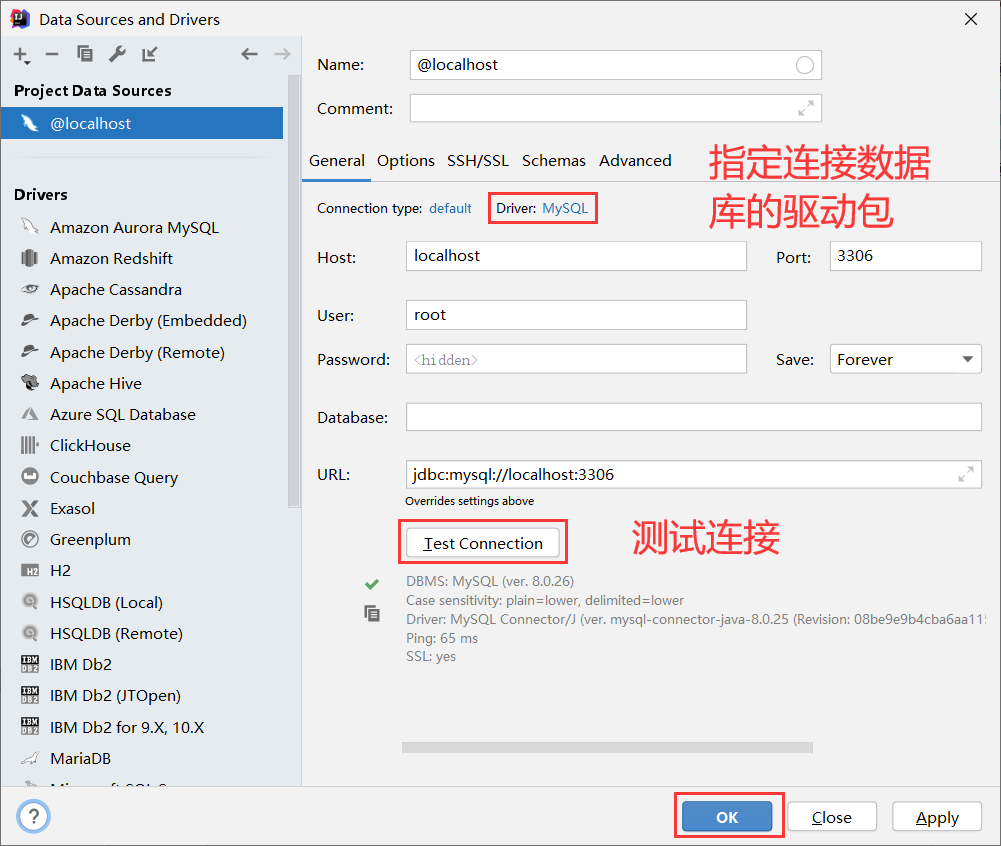 Data Sources and Drivers
Project Data Sources
@localhost
Drivers
Amazon Aurora MySQL
Amazon Redshift
Apache Cassandra
Apache Derby (Embedded)
Apache Derby (Remote)
Apache Hive
Azure SQL Database
ClickHouse
Couchbase Query
Exasol
Greenplum
H2
HSQLDB (Local)
HSQLDB (Remote)
IBM Db2
IBM Db2 (JTOpen)
IBM Db2 for 9.X, 10.X
MariaDB
Name: @localhost
Comment:
General Options SSH/SSL Schemas Advanced
指定连接数据
库的驱动包
Connection type: default Driver: MySQL
Host: localhost Port: 3306
User: root
Password: <hidden> Save: Forever
Database:
URL: jdbc:mysql://localhost:3306
Overrides settings above
Test Connection 测试连接
DBMS: MySQL (ver. 8.0.26)
Case sensitivity: plain=lower, delimited=lower
Driver: MySQL Connector/J (ver. mysql-connector-java-8.0.25 (Revision: 08be9e9b4cba6aa115
Ping: 65 ms
SSL: yes
? OK Close Apply